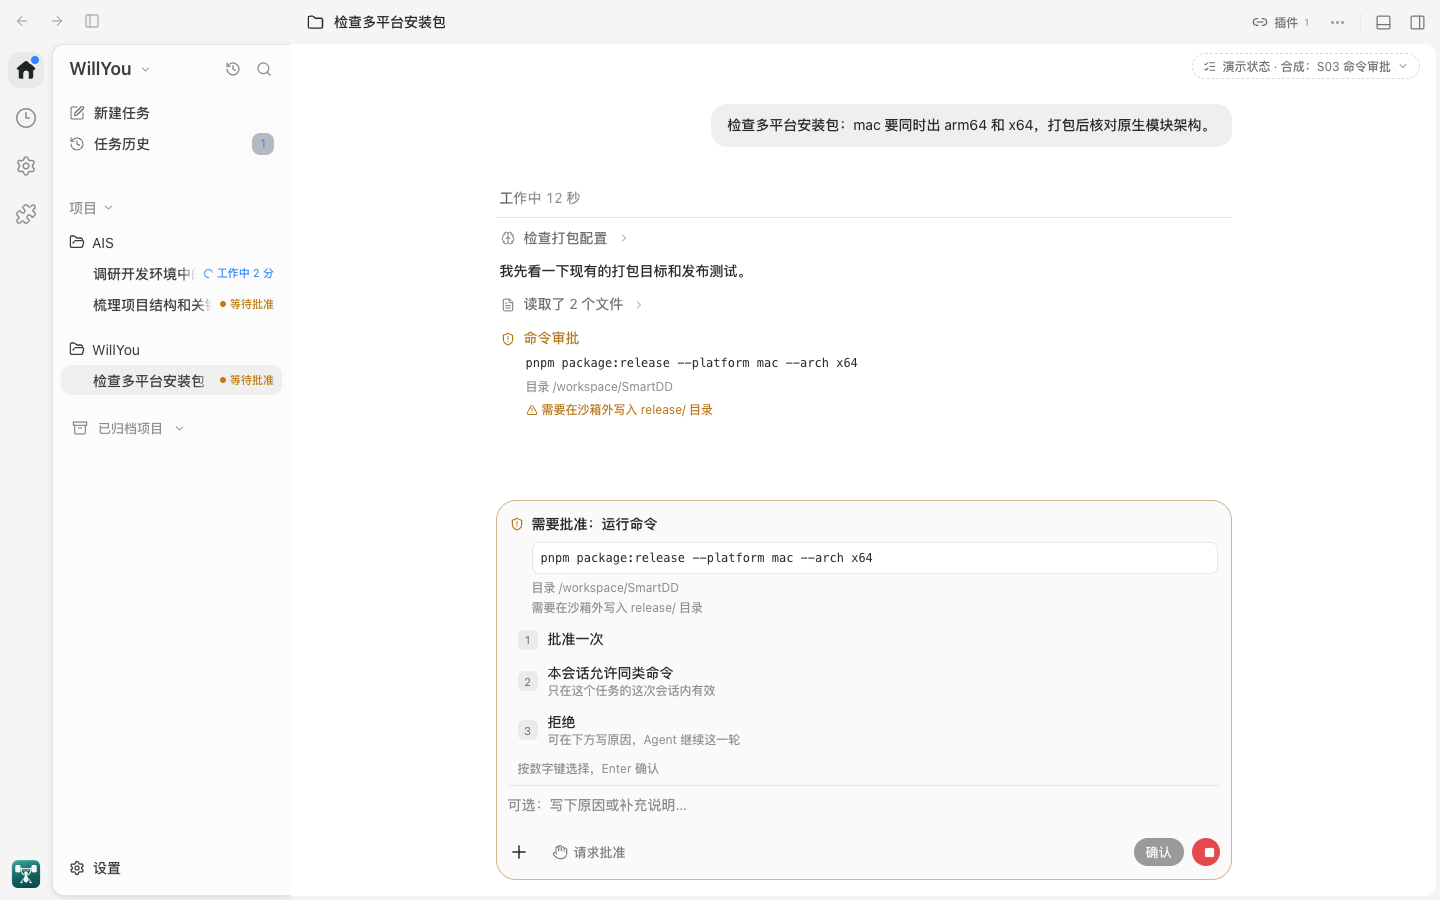 检查多平台安装包
插件 1
WillYou
演示状态 · 合成：S03 命令审批
新建任务
任务历史
1
检查多平台安装包：mac 要同时出 arm64 和 x64，打包后核对原生模块架构。
项目
AIS
调研开发环境中
工作中 2 分
梳理项目结构和关
等待批准
WillYou
检查多平台安装包
等待批准
已归档项目
设置
工作中 12 秒
检查打包配置
我先看一下现有的打包目标和发布测试。
读取了 2 个文件
命令审批
pnpm package:release --platform mac --arch x64
目录 /workspace/SmartDD
需要在沙箱外写入 release/ 目录
需要批准：运行命令
pnpm package:release --platform mac --arch x64
目录 /workspace/SmartDD
需要在沙箱外写入 release/ 目录
1 批准一次
2 本会话允许同类命令
只在这个任务的这次会话内有效
3 拒绝
可在下方写原因，Agent 继续这一轮
按数字键选择，Enter 确认
可选：写下原因或补充说明...
请求批准
确认